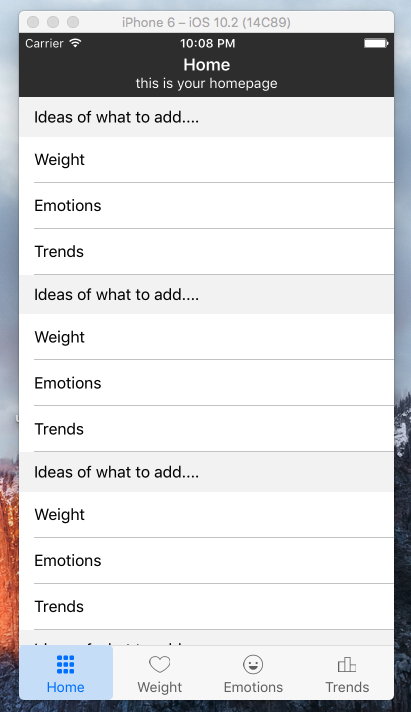 iPhone 6 – iOS 10.2 (14C89)
Carrier 10:08 PM
Home
this is your homepage
Ideas of what to add....
Weight
Emotions
Trends
Ideas of what to add....
Weight
Emotions
Trends
Ideas of what to add....
Weight
Emotions
Trends
Home Weight Emotions Trends